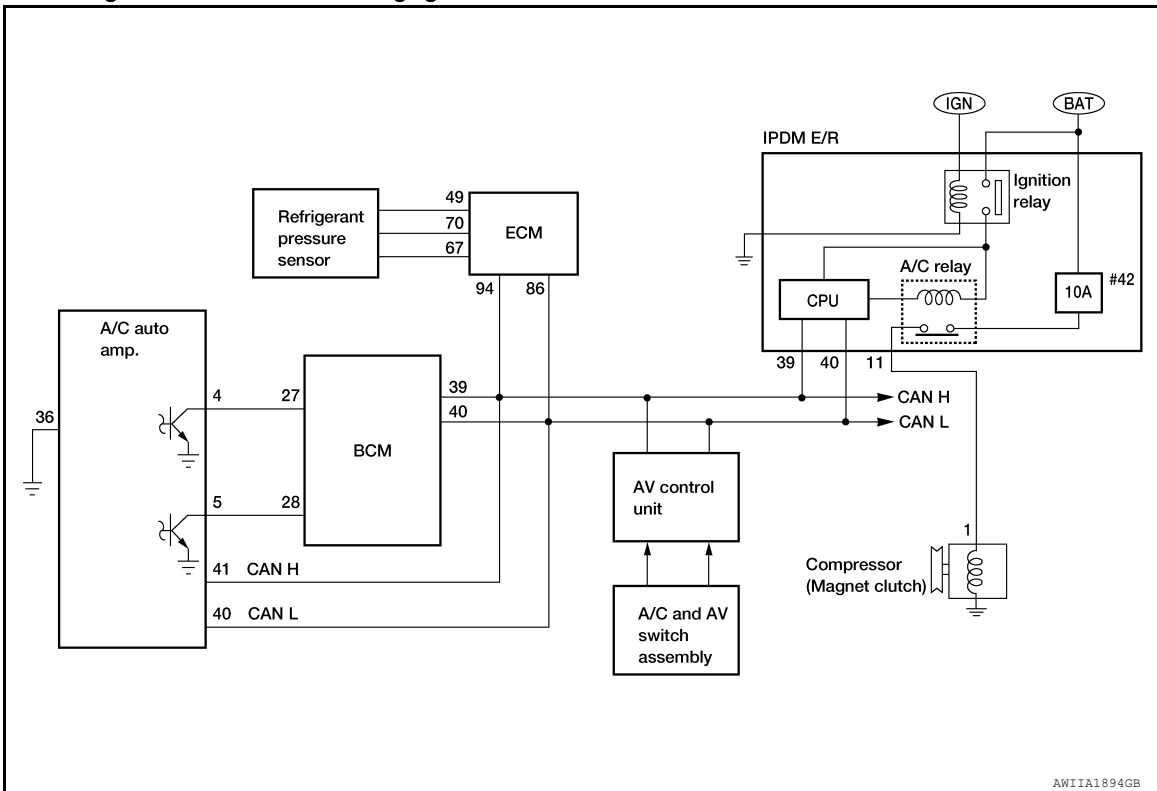 IGN
BAT
IPDM E/R
Ignition
relay
49
70
67
Refrigerant
pressure
sensor
ECM
A/C relay
CPU
10A
#42
94
86
A/C auto
amp.
39
40
11
4
27
39
40
CAN H
CAN L
36
BCM
5
28
AV control
unit
1
41 CAN H
40 CAN L
Compressor
(Magnet clutch)
A/C and AV
switch
assembly
AWIIA1894GB